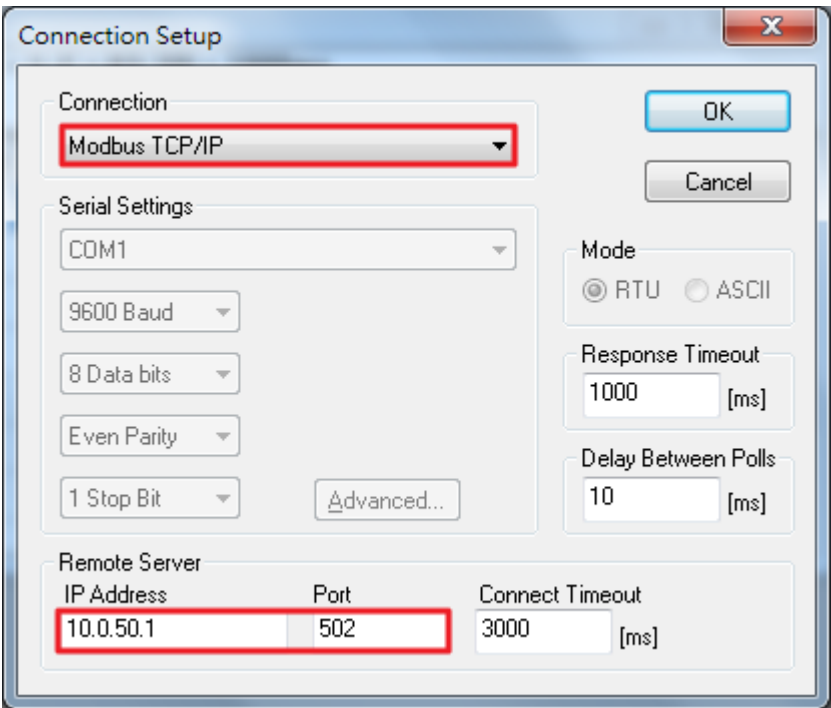 Connection Setup
Connection
Modbus TCP/IP
OK
Cancel
Serial Settings
COM1
9600 Baud
8 Data bits
Even Parity
1 Stop Bit
Advanced...
Mode
RTU ASCII
Response Timeout
1000 [ms]
Delay Between Polls
10 [ms]
Remote Server
IP Address Port Connect Timeout
10.0.50.1 502 3000 [ms]